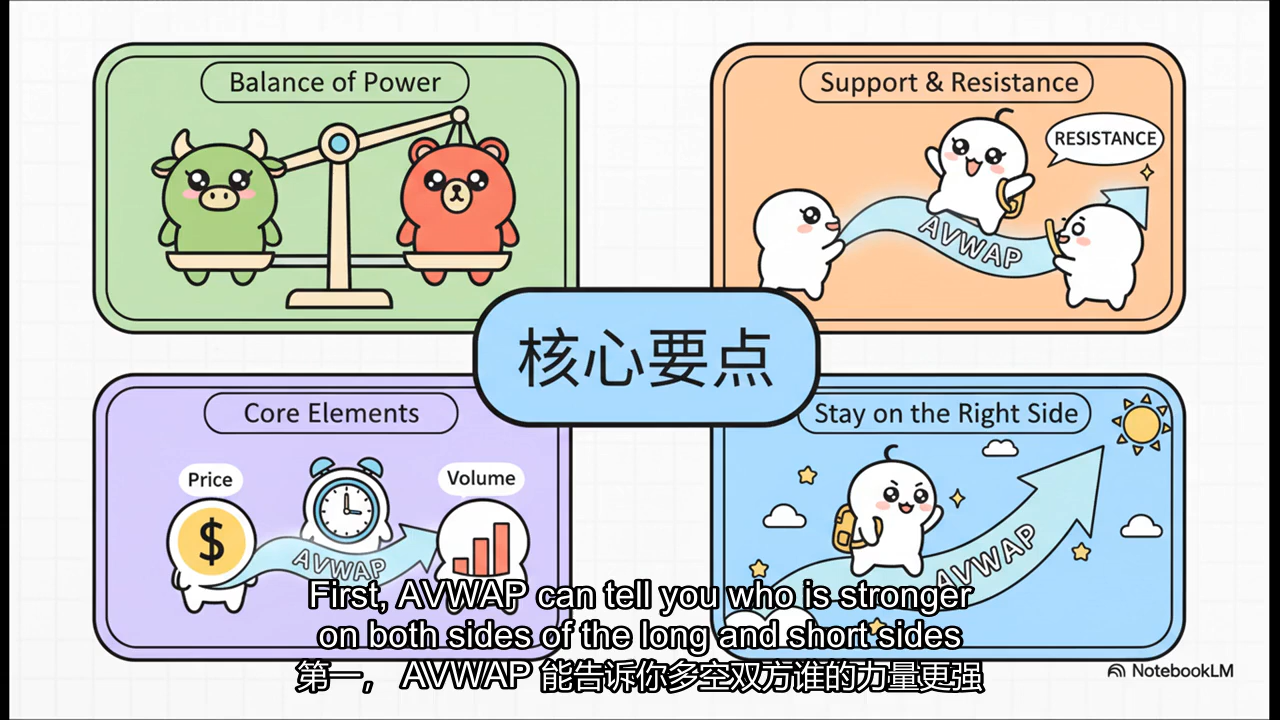 Balance of Power
Support & Resistance
RESISTANCE
AVWAP
核心要点
Core Elements
Price
Volume
AVWAP
Stay on the Right Side
AVWAP
First, AVWAP can tell you who is stronger
on both sides of the long and short sides
第一， AVWAP 能告诉你多空双方谁的力量更强
NotebookLM